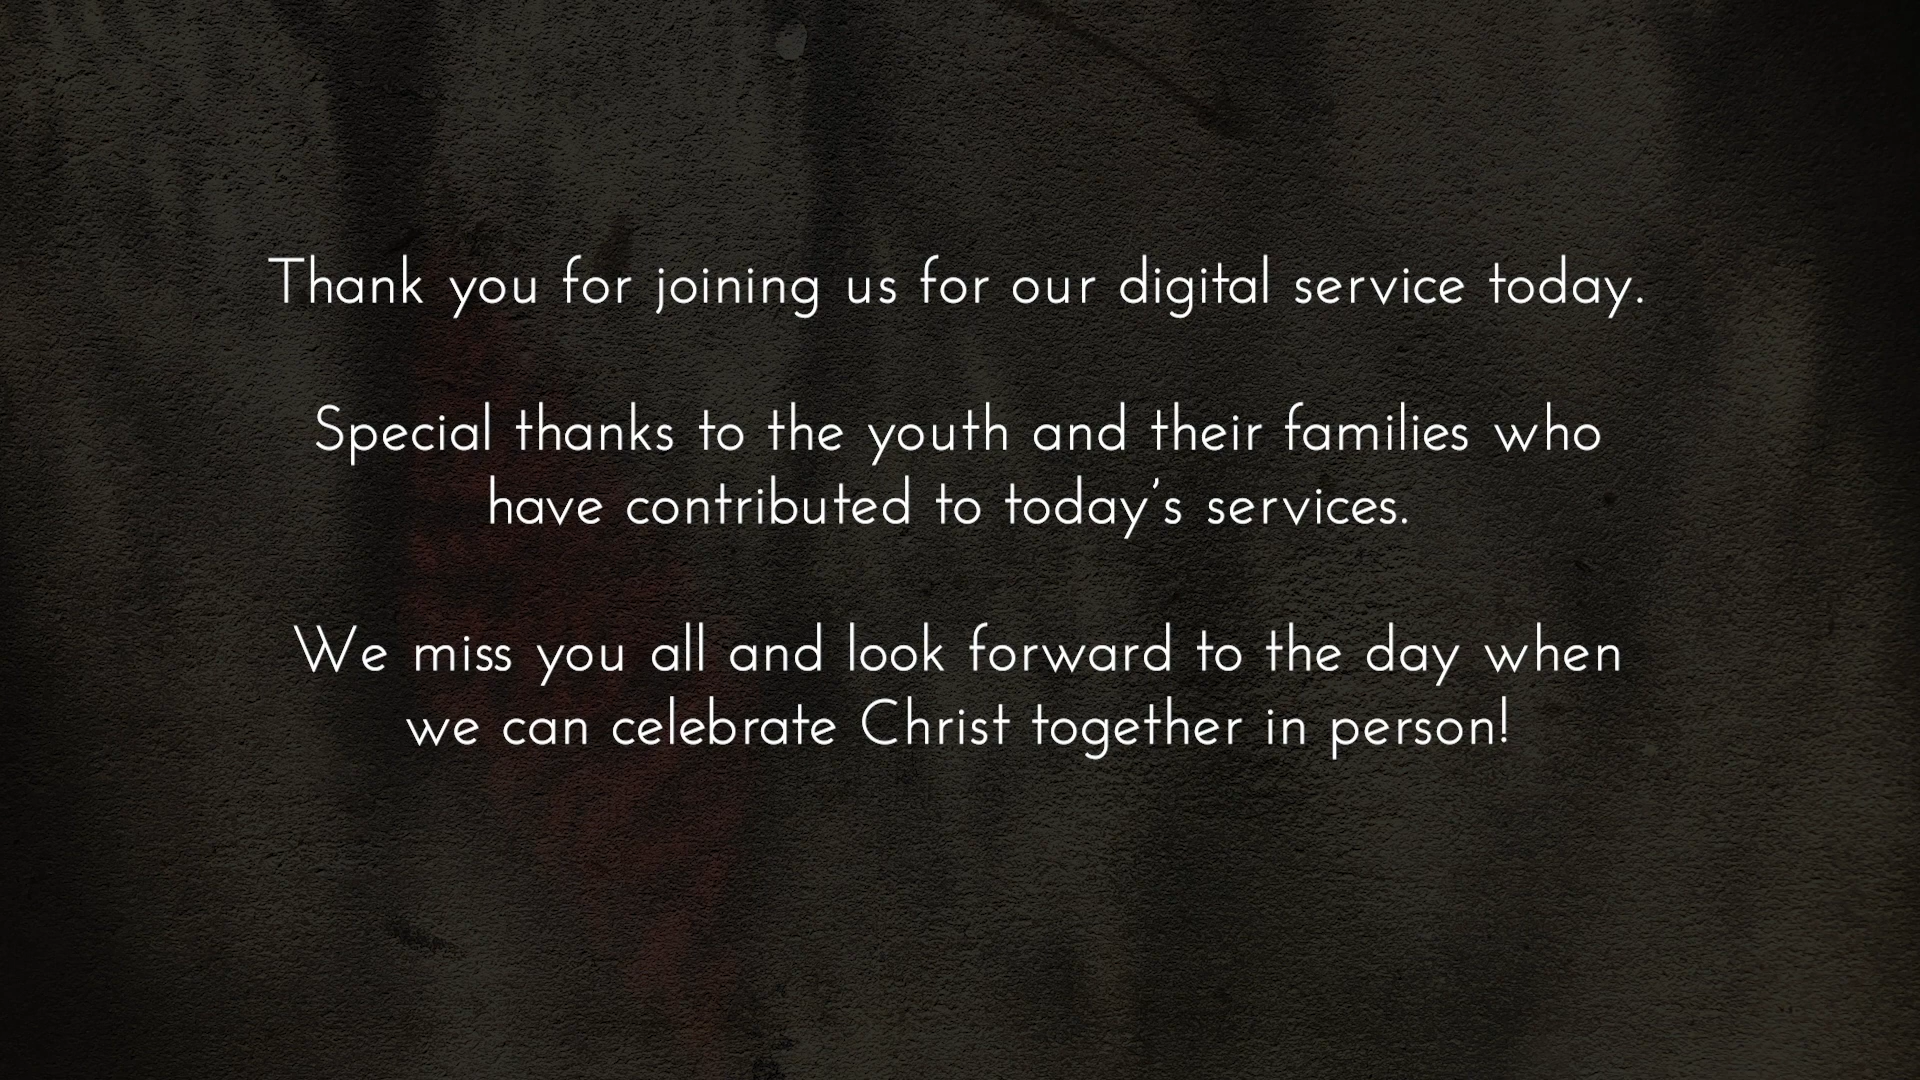 Thank you for joining us for our digital service today.
Special thanks to the youth and their families who
have contributed to today’s services.
We miss you all and look forward to the day when
we can celebrate Christ together in person!